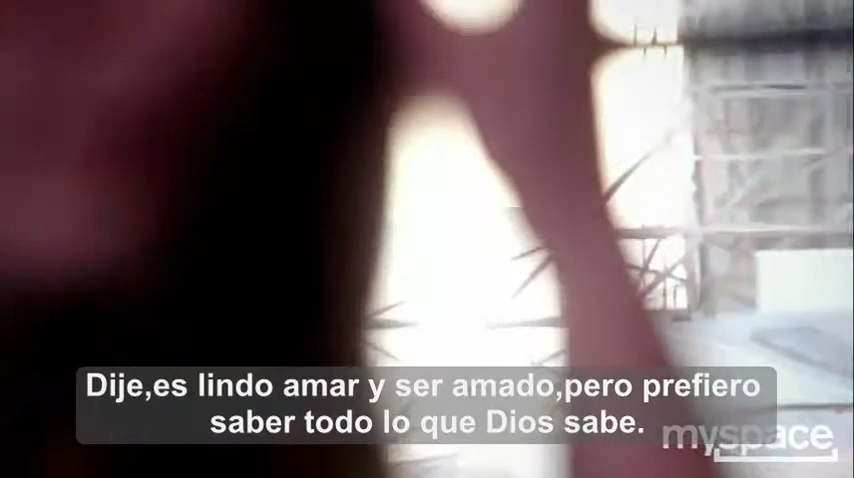 Dije,es lindo amar y ser amado,pero prefiero
saber todo lo que Dios sabe.
myspace